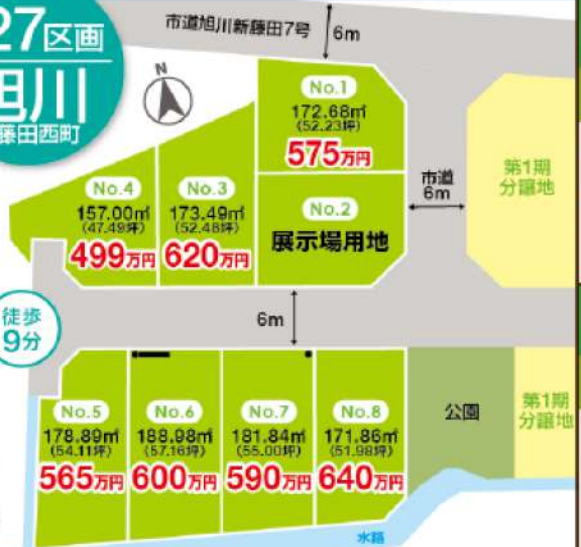 27区画
旭川
藤田西町
市道旭川新藤田7号
6m
N
No.1
172.68㎡
(52.23坪)
575万円
No.2
展示場用地
No.3
173.49㎡
(52.48坪)
620万円
No.4
157.00㎡
(47.49坪)
499万円
市道
6m
第1期
分譲地
徒歩
9分
6m
No.5
178.89㎡
(54.11坪)
565万円
No.6
188.98㎡
(57.16坪)
600万円
No.7
181.84㎡
(55.00坪)
590万円
No.8
171.86㎡
(51.98坪)
640万円
公園
第1期
分譲地
水路